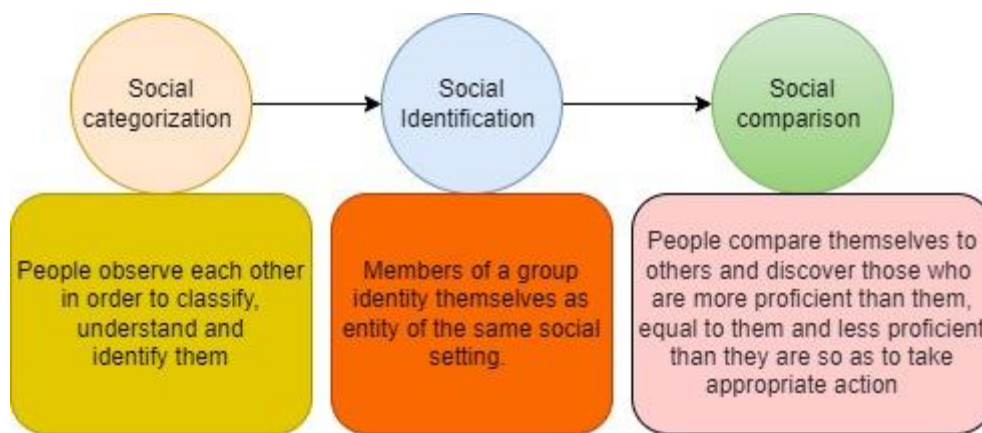 Social
categorization
Social
Identification
Social
comparison
People observe each other
in order to classify,
understand and
identify them
Members of a group
identity themselves as
entity of the same social
setting.
People compare themselves to
others and discover those who
are more proficient than them,
equal to them and less proficient
than they are so as to take
appropriate action